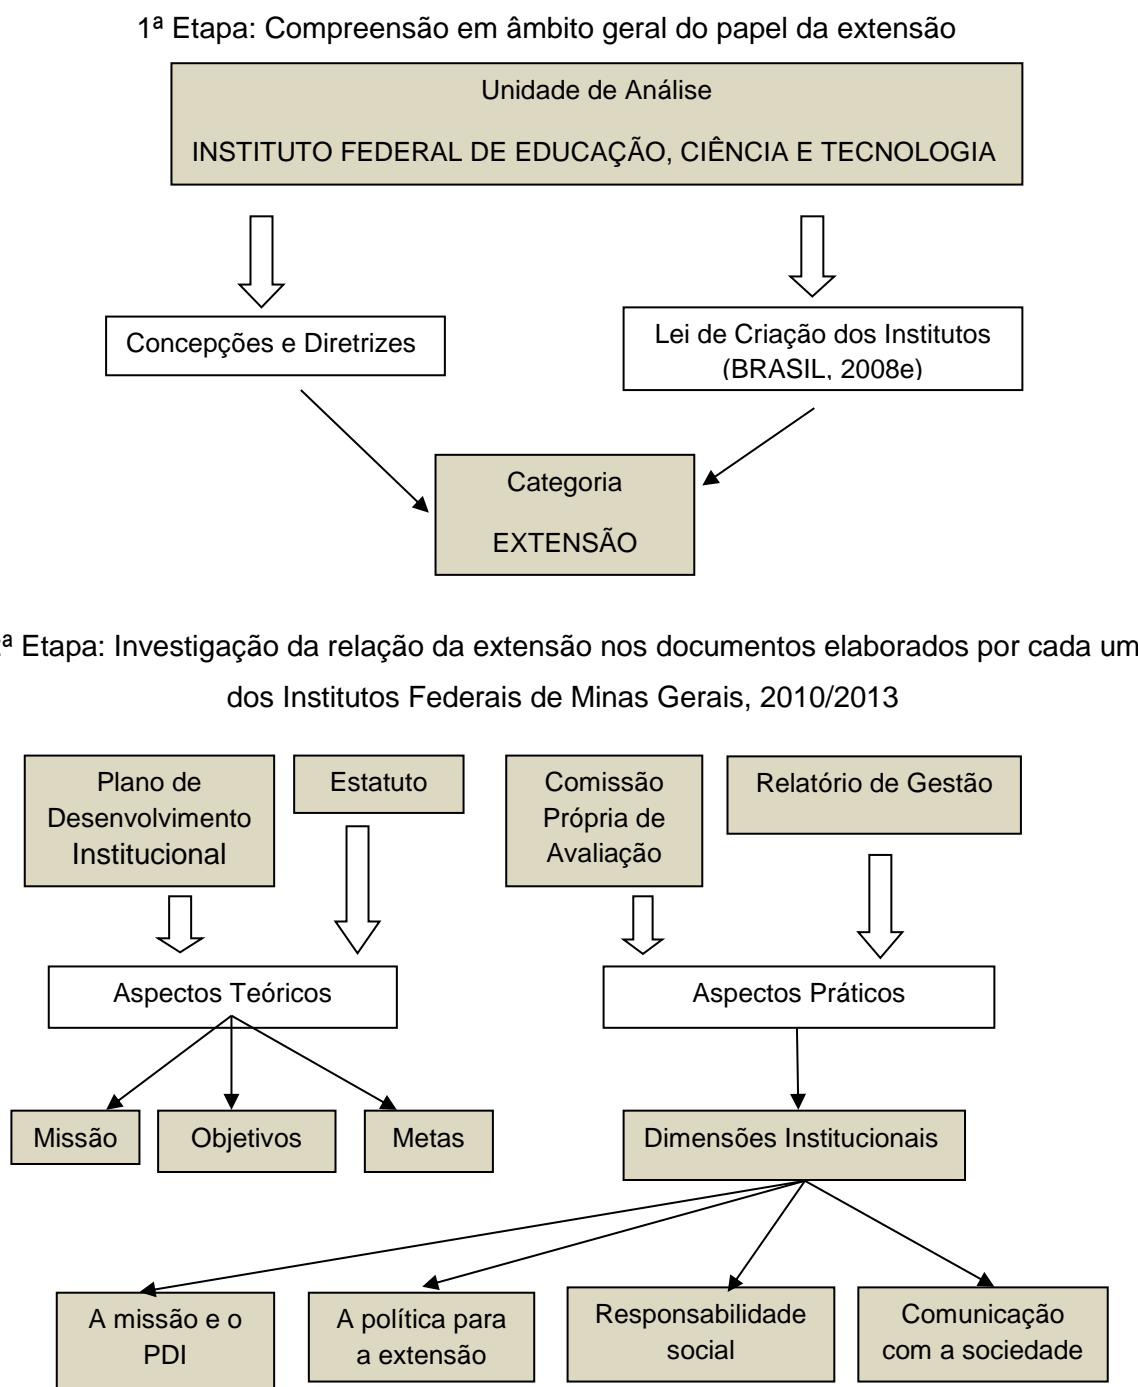 1ª Etapa: Compreensão em âmbito geral do papel da extensão
Unidade de Análise
INSTITUTO FEDERAL DE EDUCAÇÃO, CIÊNCIA E TECNOLOGIA
Concepções e Diretrizes
Lei de Criação dos Institutos
(BRASIL, 2008e)
Categoria
EXTENSÃO
ª Etapa: Investigação da relação da extensão nos documentos elaborados por cada um
dos Institutos Federais de Minas Gerais, 2010/2013
Plano de
Desenvolvimento
Institucional
Estatuto
Comissão
Própria de
Avaliação
Relatório de Gestão
Aspectos Teóricos
Aspectos Práticos
Missão
Objetivos
Metas
Dimensões Institucionais
A missão e o
PDI
A política para
a extensão
Responsabilidade
social
Comunicação
com a sociedade